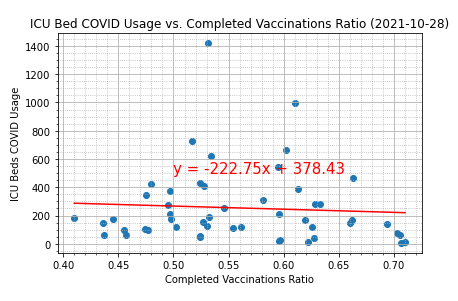 ICU Bed COVID Usage vs. Completed Vaccinations Ratio (2021-10-28)
1400
1200
1000
800
600
400
200
0
ICU Beds COVID Usage
y = -222.75x + 378.43
0.40 0.45 0.50 0.55 0.60 0.65 0.70
Completed Vaccinations Ratio